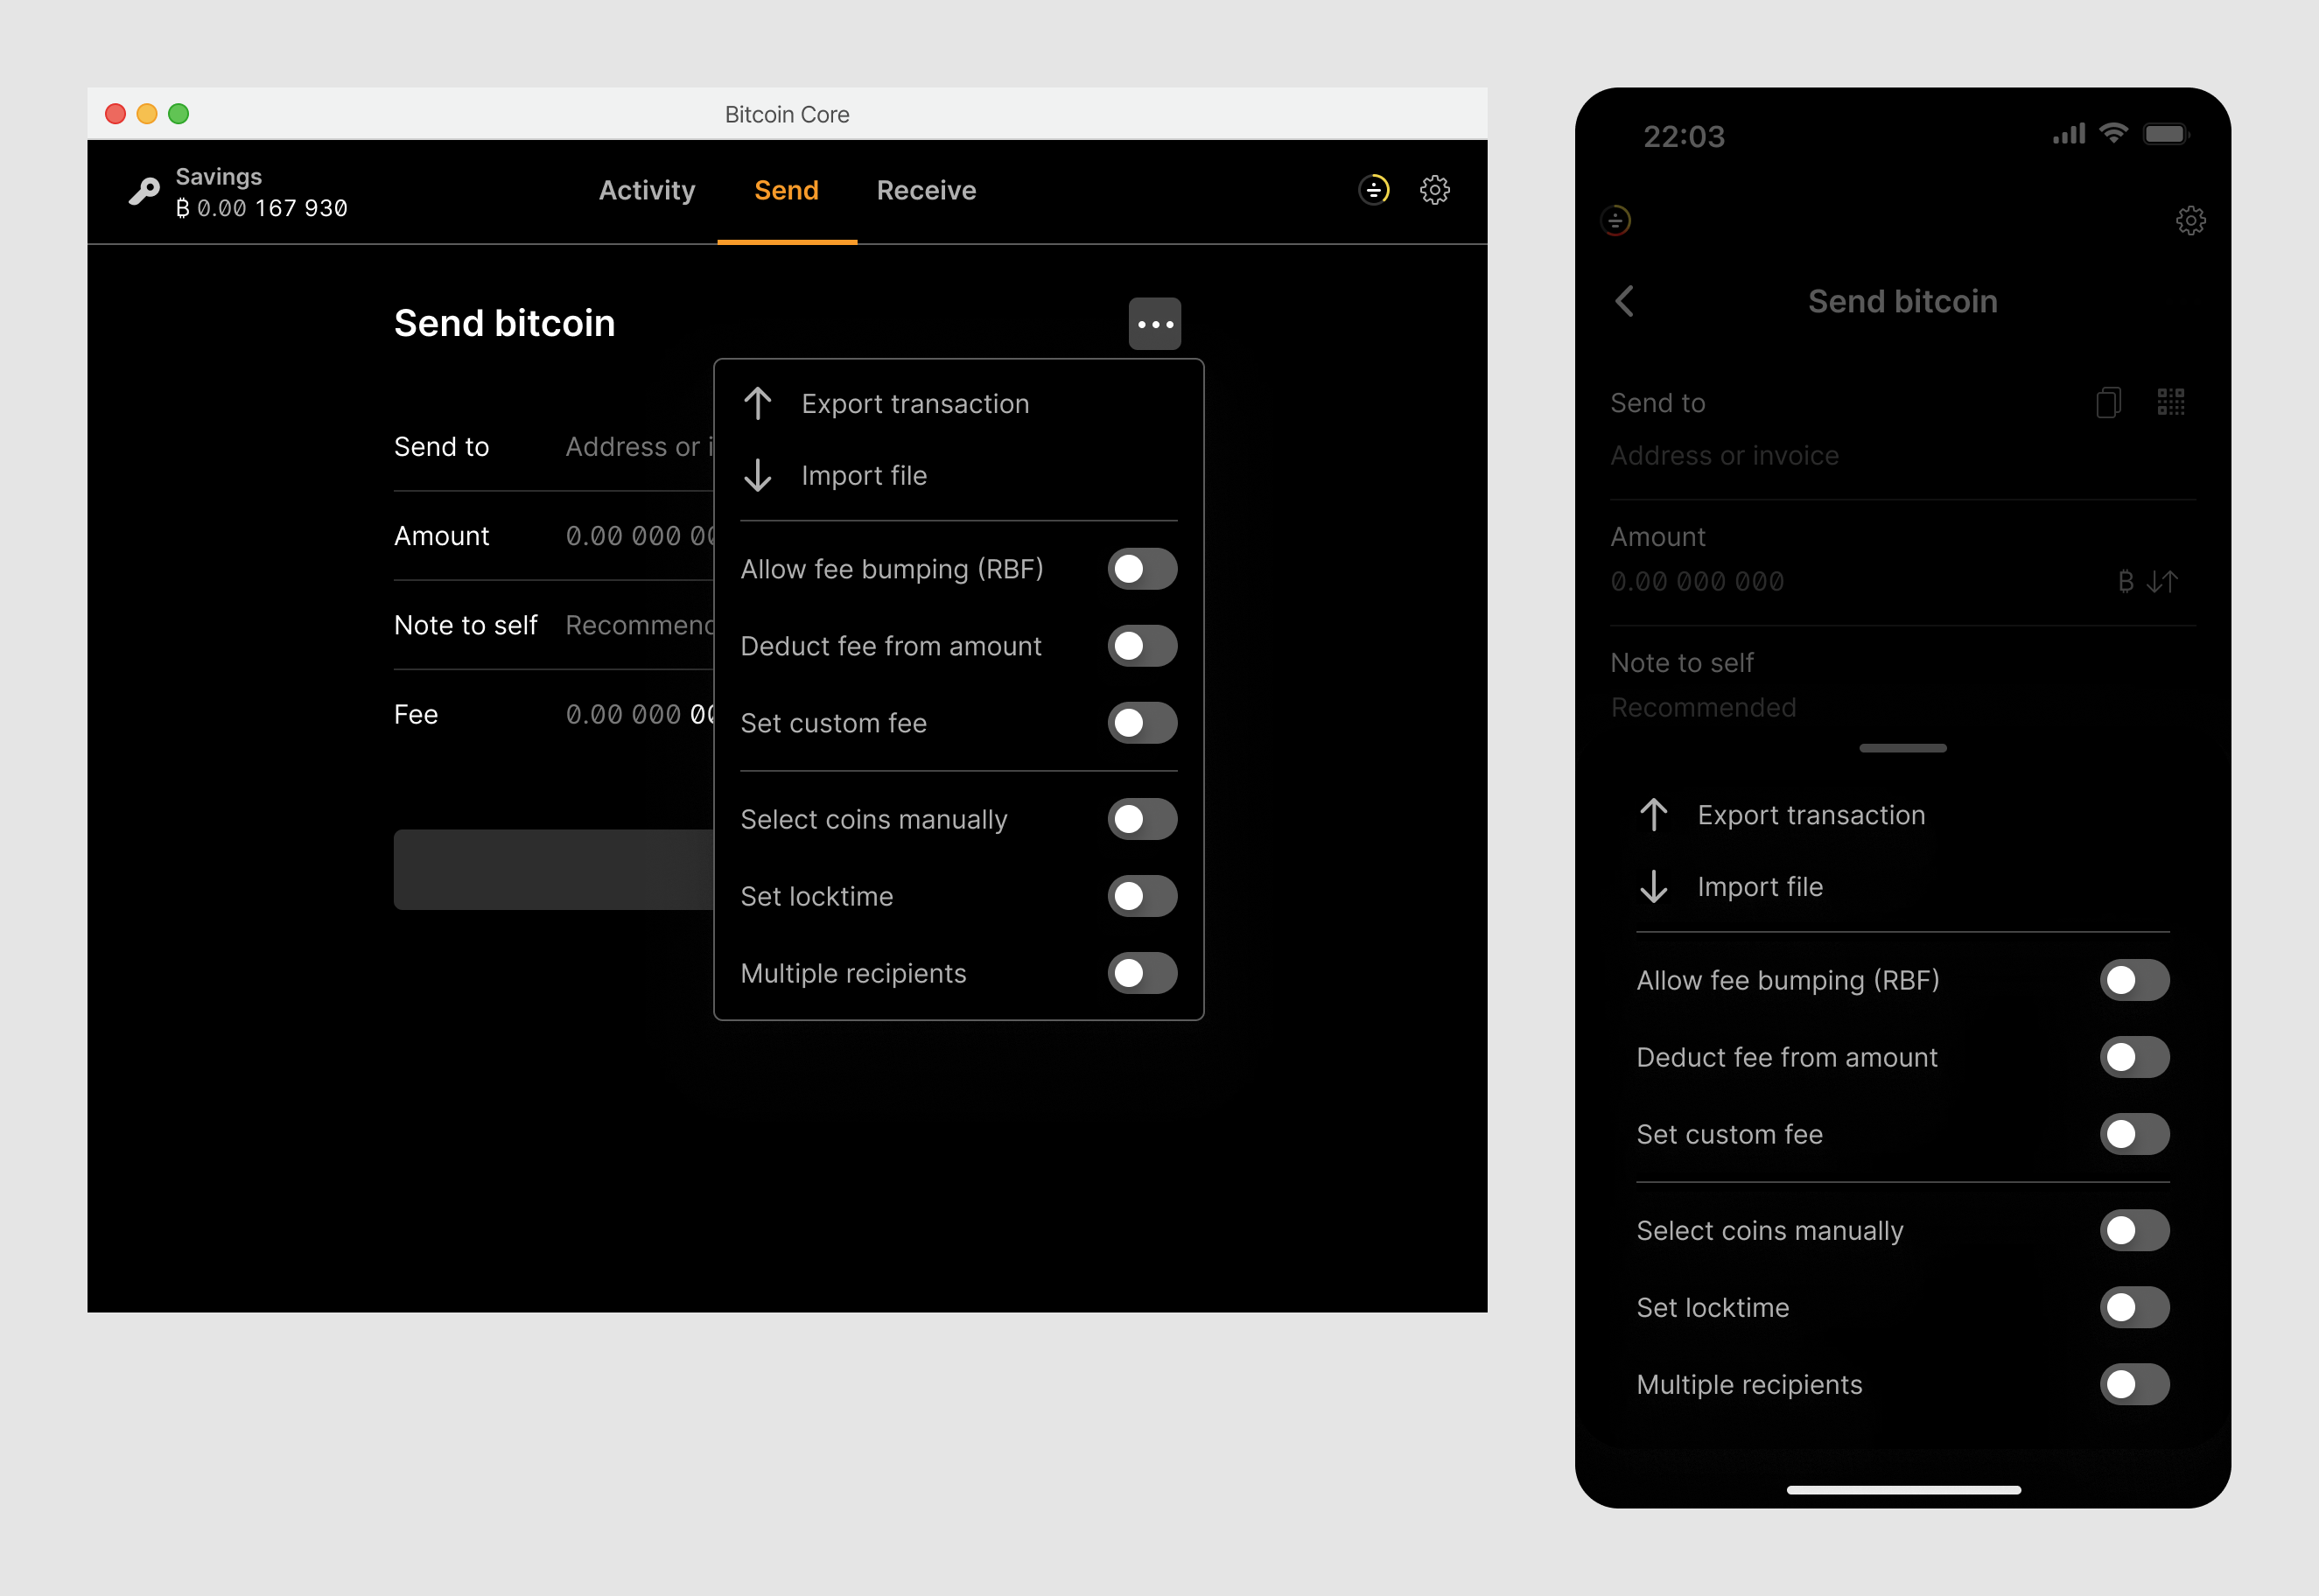 Bitcoin Core
Savings
₿ 0.00 167 930
Activity
Send
Receive
Send bitcoin
Send to
Address or
Amount
0.00 000 00
Note to self
Fee
0.00 000 00
Export transaction
Import file
Allow fee bumping (RBF)
Deduct fee from amount
Set custom fee
Select coins manually
Set locktime
Multiple recipients
22:03
Send bitcoin
Send to
Address or invoice
Amount
0.00 000 000
₿
Note to self
Recommended
Export transaction
Import file
Allow fee bumping (RBF)
Deduct fee from amount
Set custom fee
Select coins manually
Set locktime
Multiple recipients